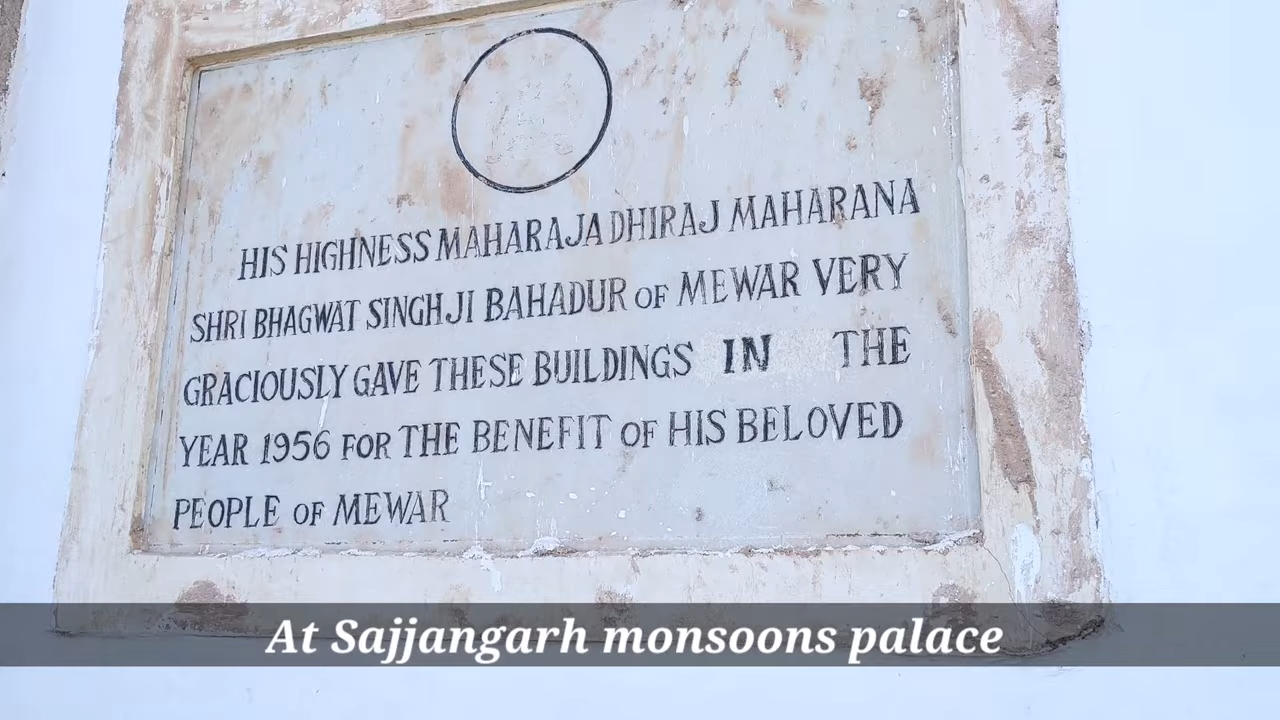 HIS HIGHNESS MAHARAJA DHIRAJ MAHARANA
SHRI BHAGWAT SINGHJI BAHADUR OF MEWAR VERY
GRACIOUSLY GAVE THESE BUILDINGS IN THE
YEAR 1956 FOR THE BENEFIT OF HIS BELOVED
PEOPLE OF MEWAR
At Sajjangarh monsoons palace